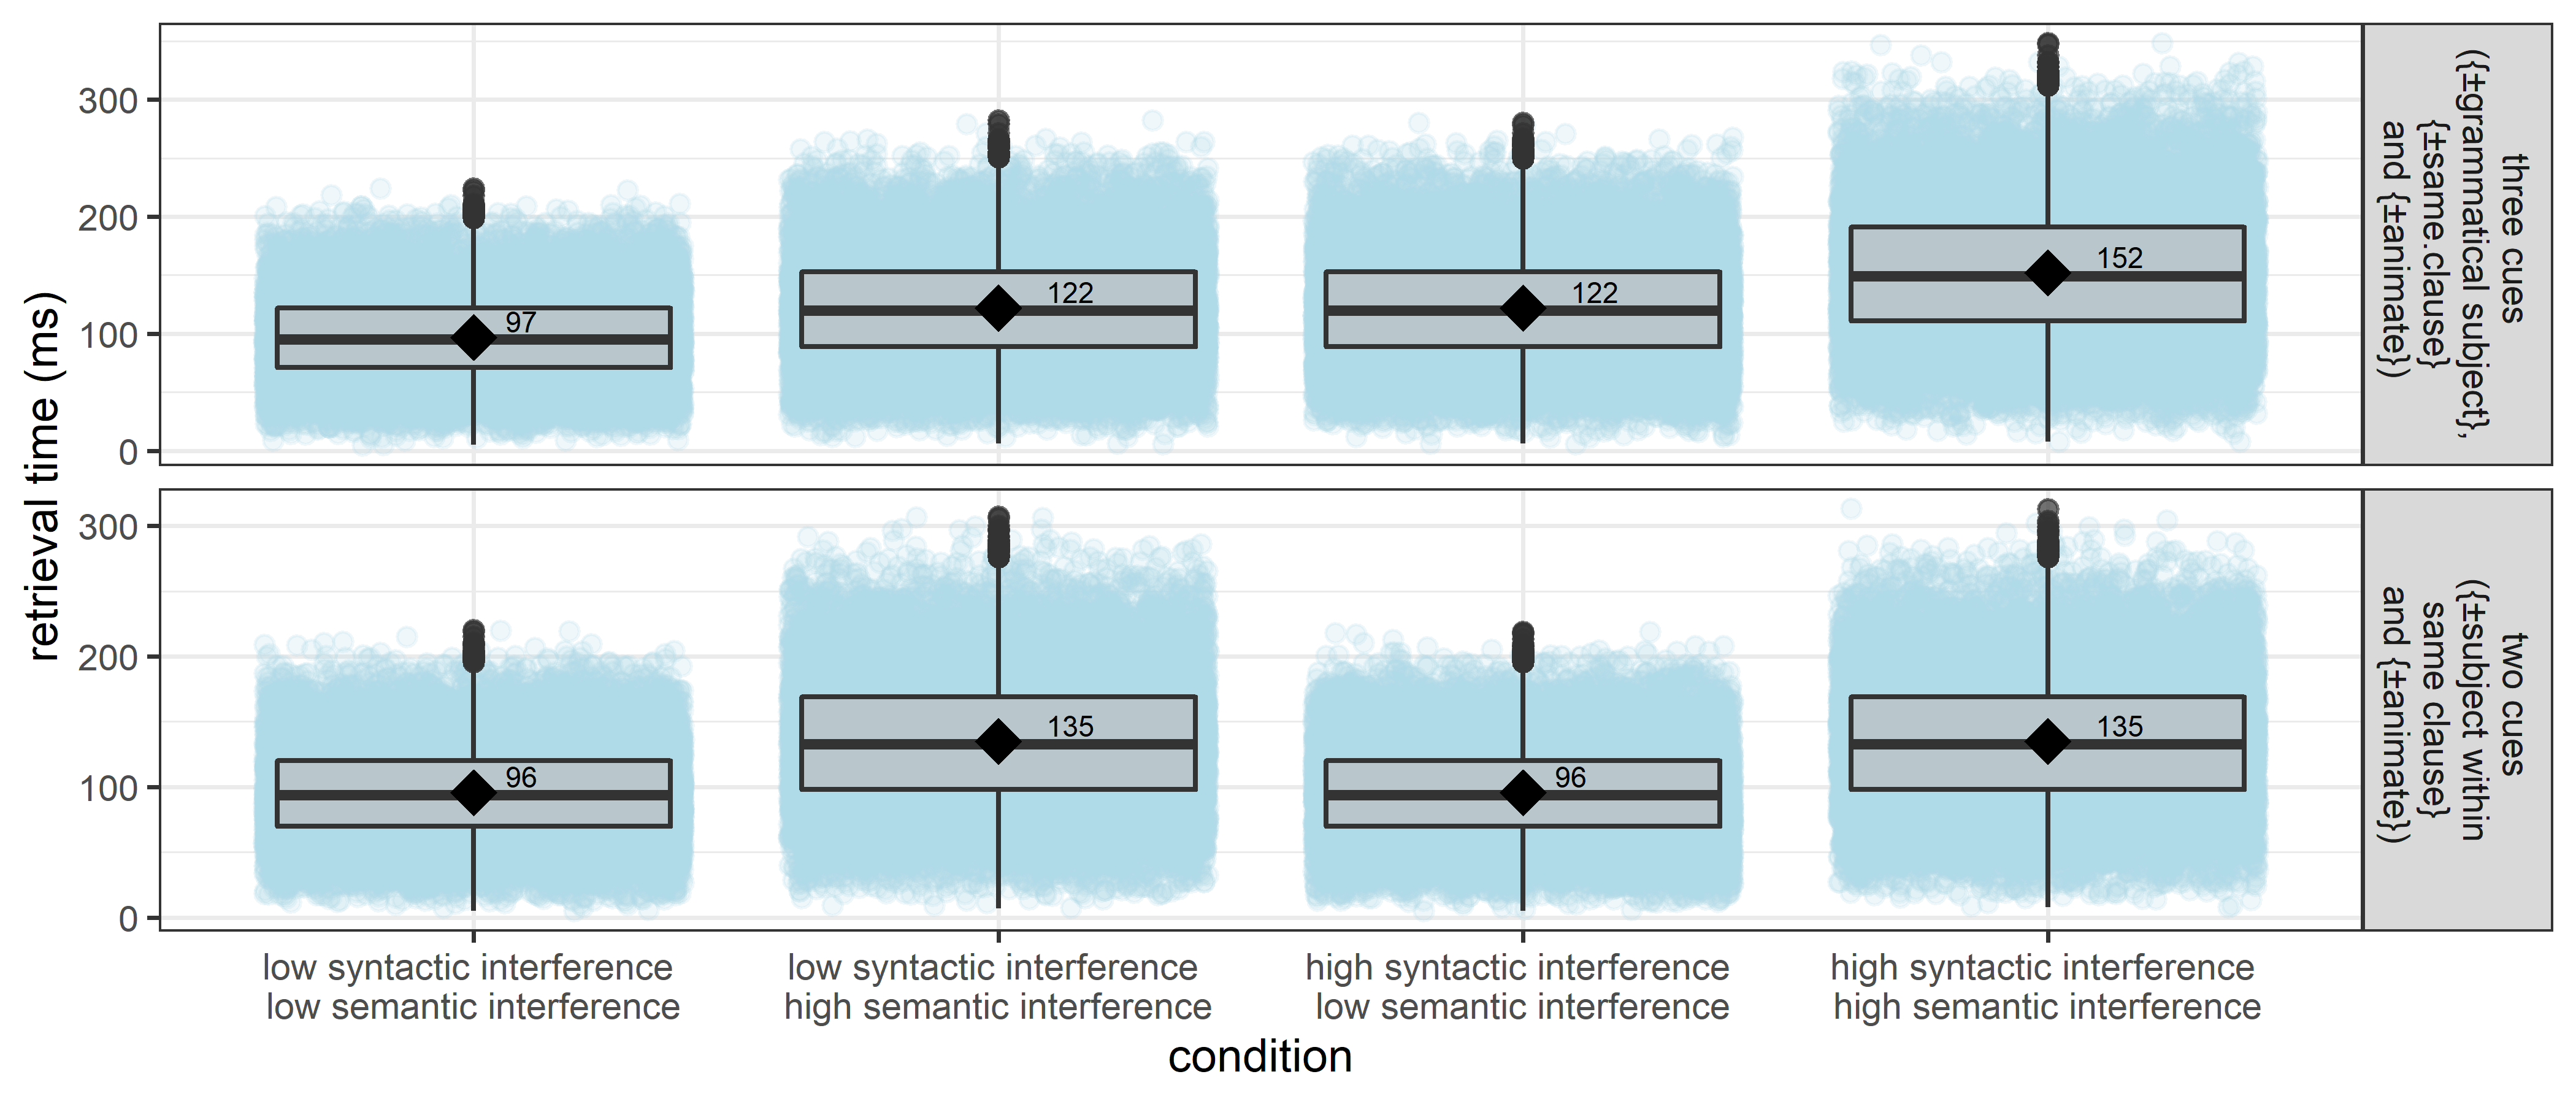 retrieval time (ms)
300
200
100
0
97
122
122
152
three cues
({±grammatical subject},
{±same.clause}
and {±animate})
300
200
100
0
96
135
96
135
two cues
({±subject within
same clause}
and {±animate})
low syntactic interference
low semantic interference
low syntactic interference
high semantic interference
high syntactic interference
low semantic interference
high syntactic interference
high semantic interference
condition